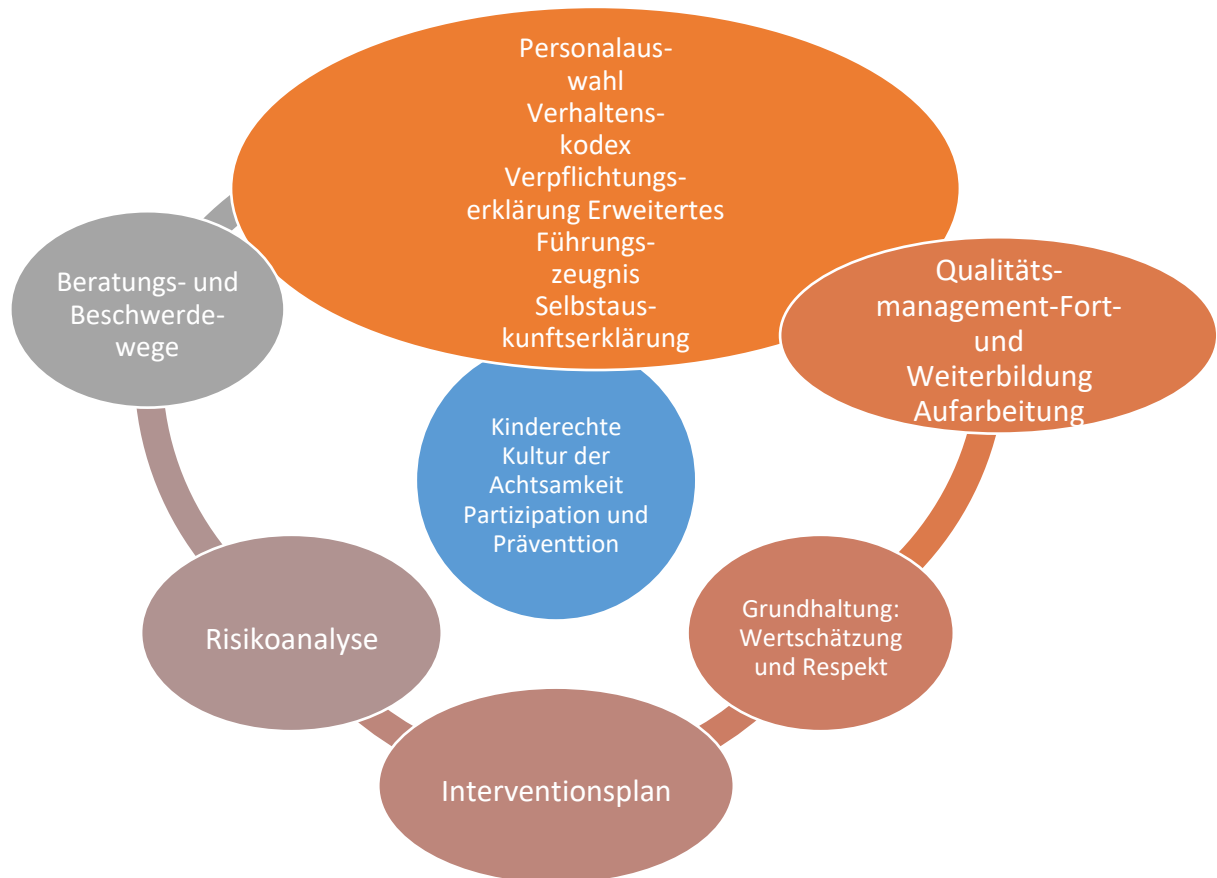 Personalaus-
wahl
Verhaltens-
kodex
Verpflichtungs-
erklärung Erweitertes
Führungs-
zeugnis
Selbstaus-
kunftserklärung
Qualitäts-
management-Fort-
und
Weiterbildung
Aufarbeitung
Grundhaltung:
Wertschätzung
und Respekt
Interventionsplan
Risikoanalyse
Beratungs- und
Beschwerde-
wege
Kinderechte
Kultur der
Achtsamkeit
Partizipation und
Präventtion